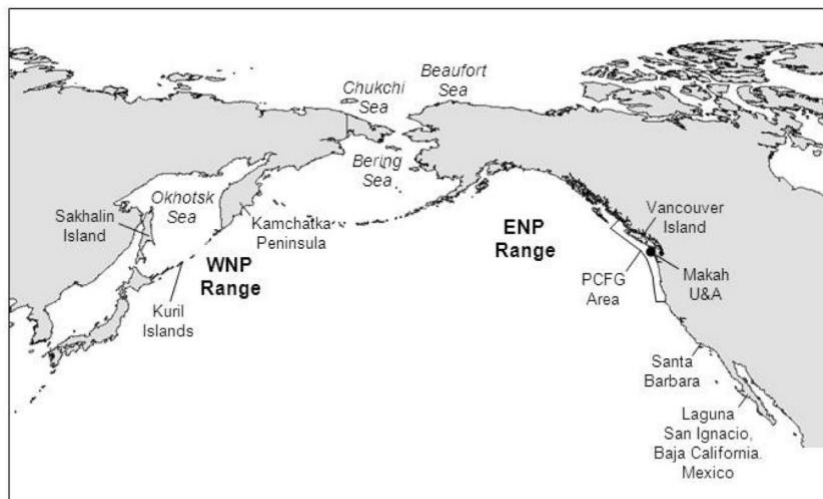 Beaufort
Sea
Chukchi
Sea
Bering
Sea
Okhotsk
Sea
Sakhalin
Island
Kamchatka
Peninsula
WNP
Range
Kuril
Islands
ENP
Range
Vancouver
Island
PCFG
Area
Makah
U&A
Santa
Barbara
Laguna
San Ignacio,
Baja California.
Mexico